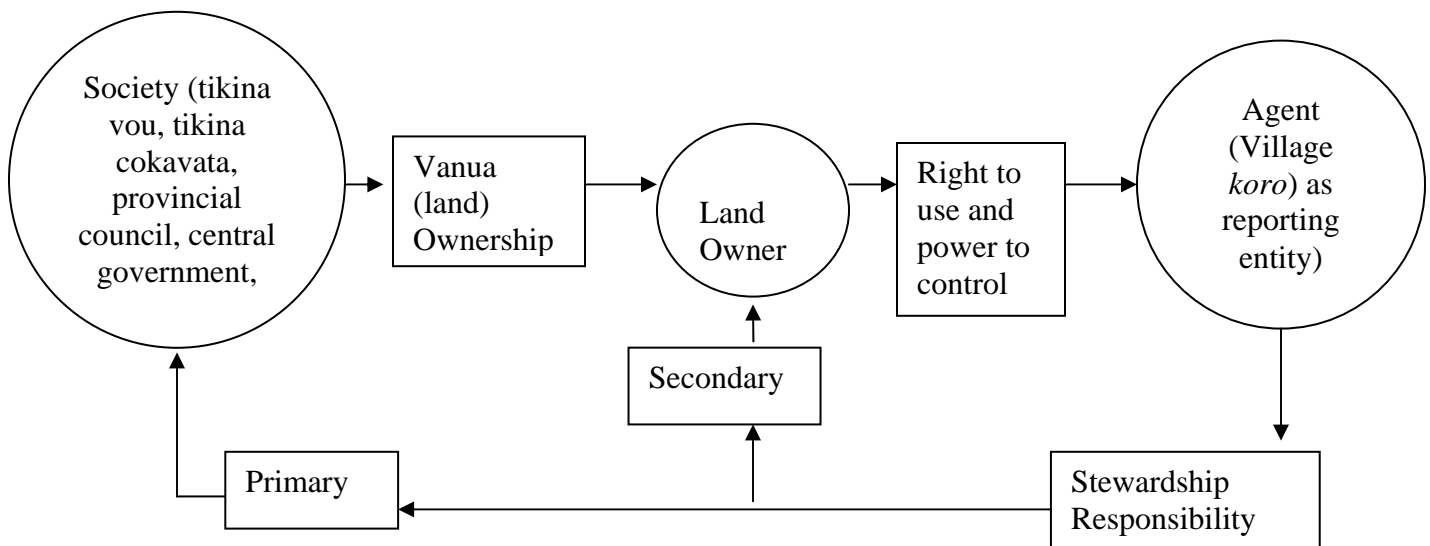 Society (tikina
vou, tikina
cokavata,
provincial
council, central
government,
Vanua
(land)
Ownership
Land
Owner
Right to
use and
power to
control
Agent
(Village
koro) as
reporting
entity)
Secondary
Primary
Stewardship
Responsibility